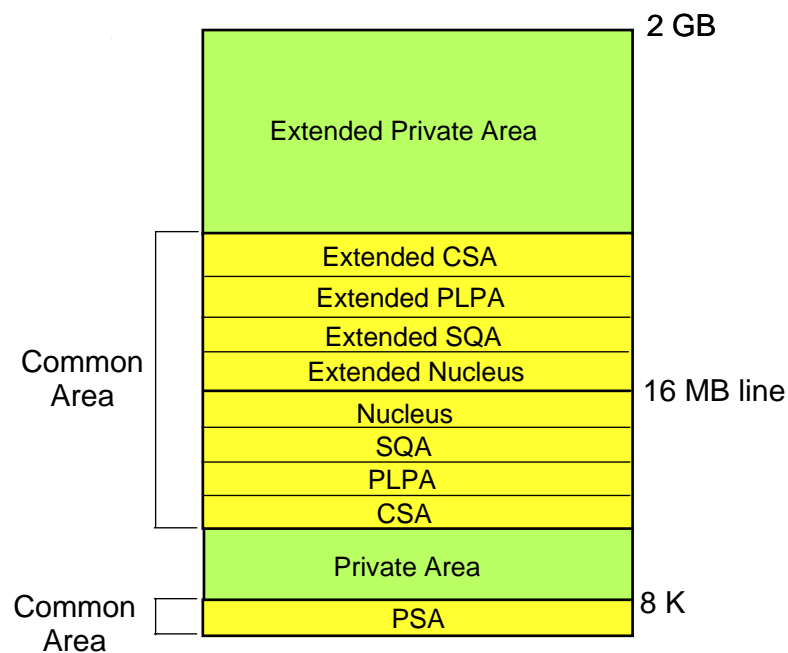 2 GB
Extended Private Area
Extended CSA
Extended PLPA
Extended SQA
Extended Nucleus
Common
Area
16 MB line
Nucleus
SQA
PLPA
CSA
Private Area
8 K
Common
Area
PSA